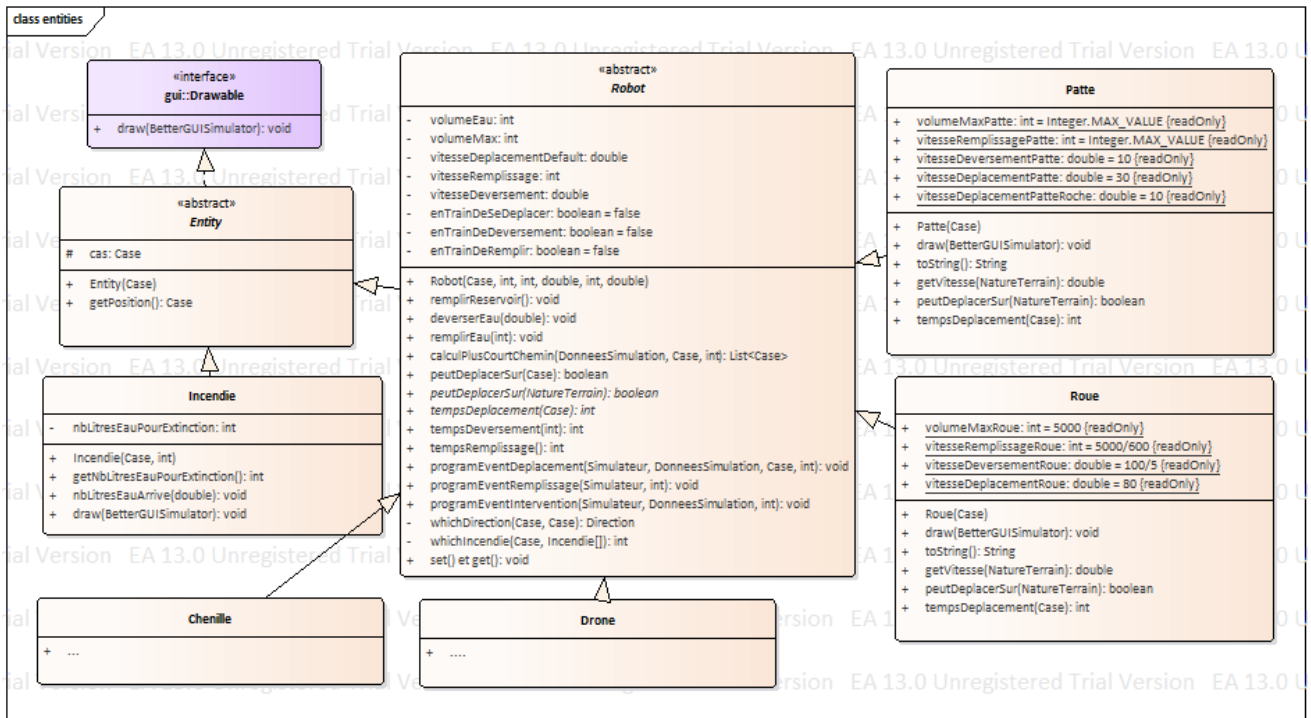 class entities
«interface»
gui::Drawable
+ draw(BetterGUISimulator): void
«abstract»
Entity
# cas: Case
+ Entity(Case)
+ getPosition(): Case
Incendie
- nbLitresEauPourExtinction: int
+ Incendie(Case, int)
+ getNbLitresEauPourExtinction(): int
+ nbLitresEauArrive(double): void
+ draw(BetterGUISimulator): void
Chenille
+ ...
«abstract»
Robot
- volumeEau: int
- volumeMax: int
- vitesseDeplacementDefault: double
- vitesseRemplissage: int
- vitesseDeversement: double
- enTrainDeSeDeplacer: boolean = false
- enTrainDeDeversement: boolean = false
- enTrainDeRemplir: boolean = false
+ Robot(Case, int, int, double, int, double)
+ remplirReservoir(): void
+ deverserEau(double): void
+ remplirEau(int): void
+ calculPlusCourtChemin(DonneesSimulation, Case, int): List<Case>
+ peutDeplacerSur(Case): boolean
+ peutDeplacerSur(NatureTerrain): boolean
+ tempsDeplacement(Case): int
+ tempsDeversement(int): int
+ tempsRemplissage(): int
+ programEventDeplacement(Simulateur, DonneesSimulation, Case, int): void
+ programEventRemplissage(Simulateur, int): void
+ programEventIntervention(Simulateur, DonneesSimulation, int): void
- whichDirection(Case, Case): Direction
- whichIncendie(Case, Incendie[]): int
+ set() et get(): void
Drone
+ ....
Patte
+ volumeMaxPatte: int = Integer.MAX_VALUE {readOnly}
+ vitesseRemplissagePatte: int = Integer.MAX_VALUE {readOnly}
+ vitesseDeversementPatte: double = 10 {readOnly}
+ vitesseDeplacementPatte: double = 30 {readOnly}
+ vitesseDeplacementPatteRoche: double = 10 {readOnly}
+ Patte(Case)
+ draw(BetterGUISimulator): void
+ toString(): String
+ getVitesse(NatureTerrain): double
+ peutDeplacerSur(NatureTerrain): boolean
+ tempsDeplacement(Case): int
Roue
+ volumeMaxRoue: int = 5000 {readOnly}
+ vitesseRemplissageRoue: int = 5000/600 {readOnly}
+ vitesseDeversementRoue: double = 100/5 {readOnly}
+ vitesseDeplacementRoue: double = 80 {readOnly}
+ Roue(Case)
+ draw(BetterGUISimulator): void
+ toString(): String
+ getVitesse(NatureTerrain): double
+ peutDeplacerSur(NatureTerrain): boolean
+ tempsDeplacement(Case): int
EA 13.0 Unregistered Trial Version